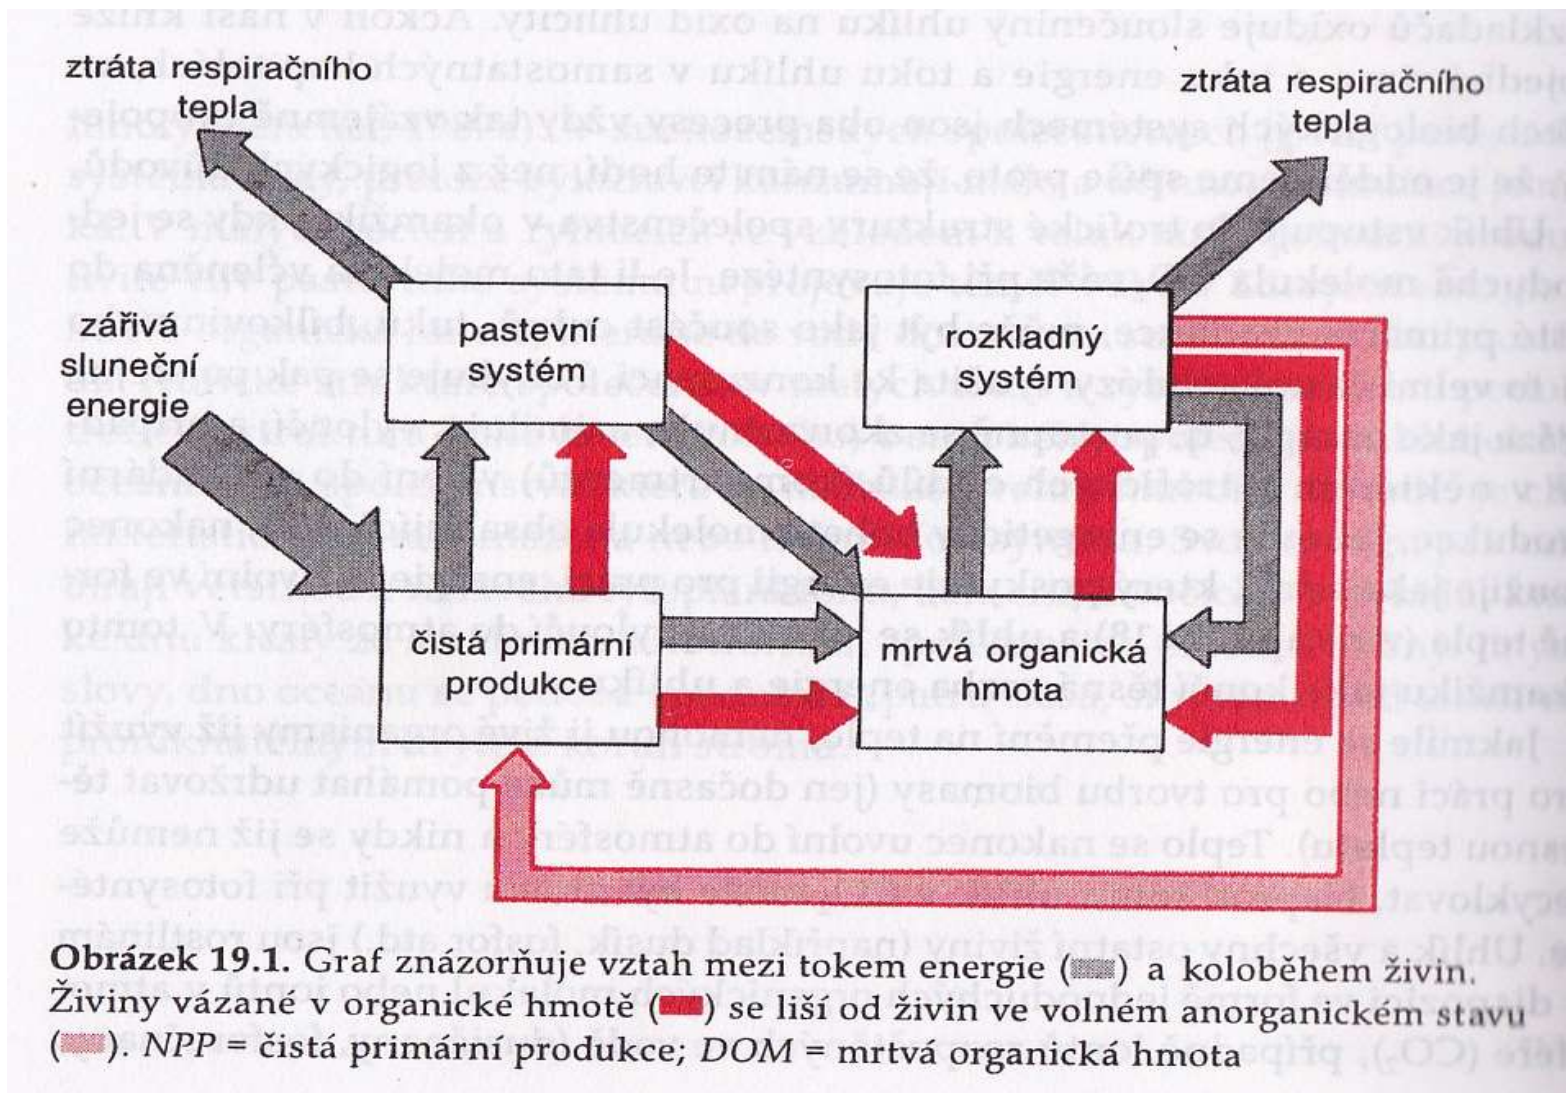 ztráta respiračního
tepla
ztráta respiračního
tepla
zářivá
sluneční
energie
pastevní
systém
rozkladný
systém
čistá primární
produkce
mrtvá organická
hmota
Obrázek 19.1. Graf znázorňuje vztah mezi tokem energie ( ) a koloběhem živin.
Živiny vázané v organické hmotě ( ) se liší od živin ve volném anorganickém stavu
( ). NPP = čistá primární produkce; DOM = mrtvá organická hmota